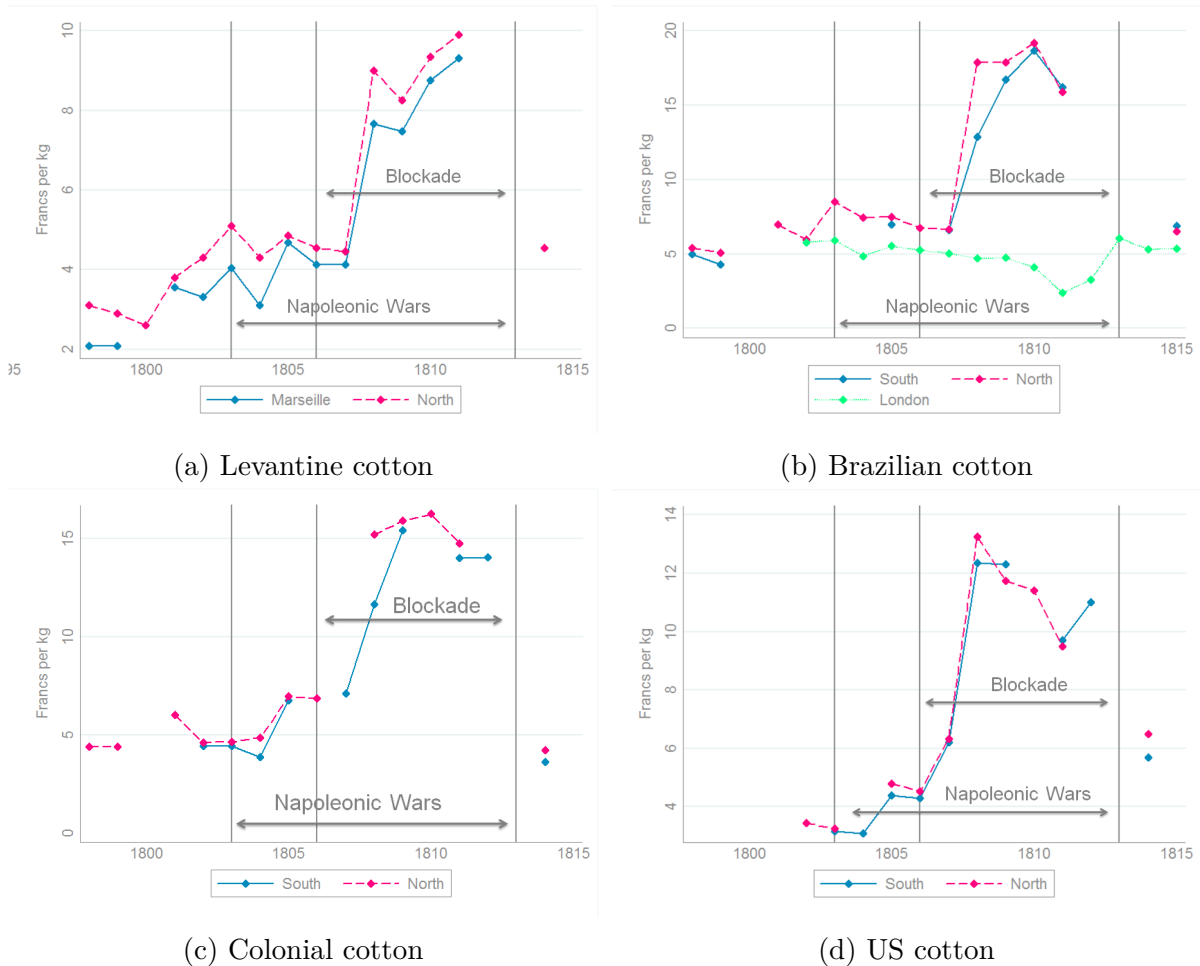 10
8
6
4
2
Francs per kg
Blockade
Napoleonic Wars
95
1800
1805
1810
1815
Marseille
North
(a) Levantine cotton
20
15
10
5
0
Francs per kg
Blockade
Napoleonic Wars
1800
1805
1810
1815
South
North
London
(b) Brazilian cotton
15
10
5
0
Francs per kg
Blockade
Napoleonic Wars
1800
1805
1810
1815
South
North
(c) Colonial cotton
14
12
10
8
6
4
Francs per kg
Blockade
Napoleonic Wars
1800
1805
1810
1815
South
North
(d) US cotton